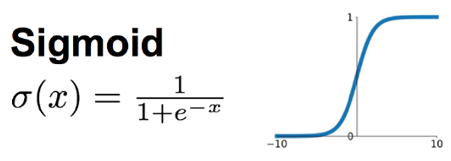 Sigmoid
σ(x) = 1/(1+e^{-x})
1
0
-10
10